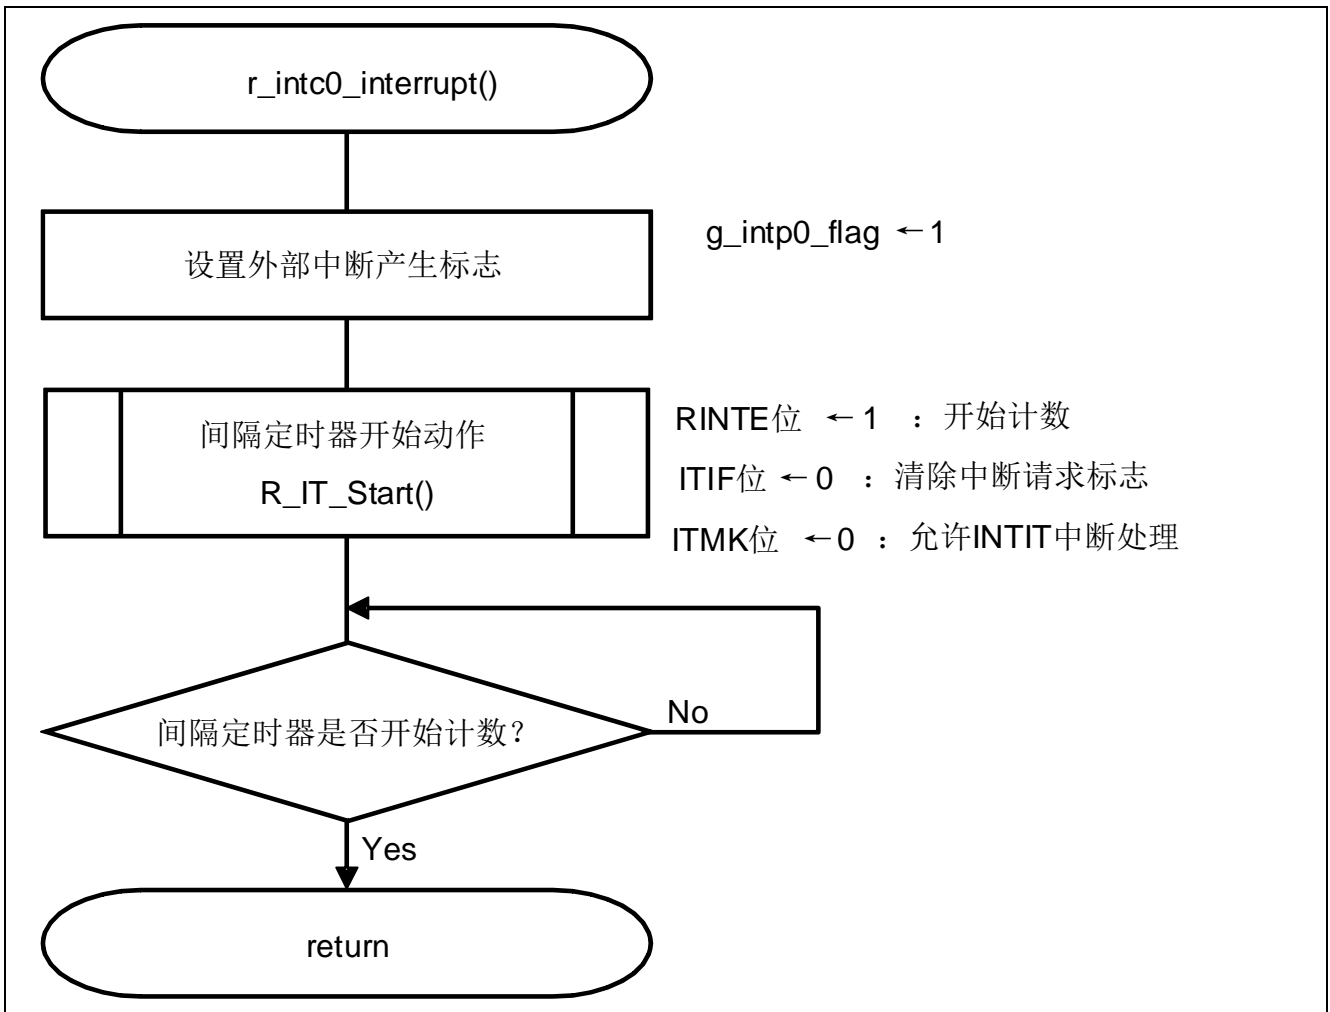 r_intc0_interrupt()
设置外部中断产生标志
g_intp0_flag ←1
间隔定时器开始动作
R_IT_Start()
RINTE位 ←1 ：开始计数
ITIF位 ←0 ：清除中断请求标志
ITMK位 ←0 ：允许INTIT中断处理
间隔定时器是否开始计数？
No
Yes
return